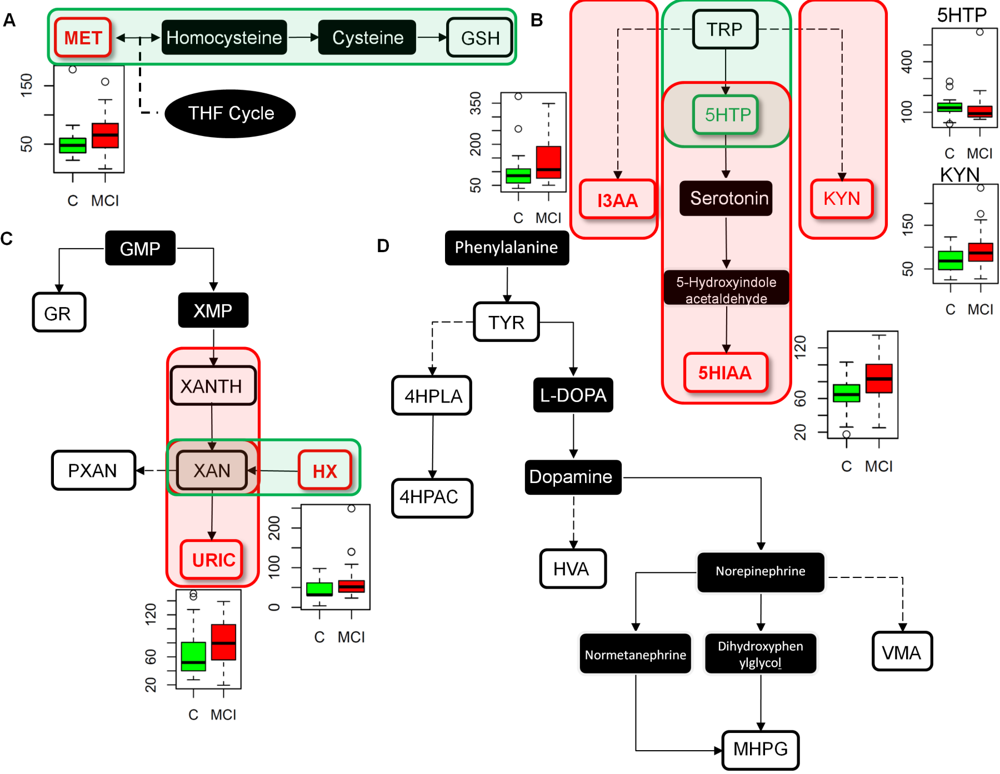 A
MET
Homocysteine
Cysteine
GSH
THF Cycle
150
50
C
MCI
B
TRP
5HTP
I3AA
Serotonin
KYN
5-Hydroxyindole
acetaldehyde
5HIAA
350
200
50
C
MCI
5HTP
400
100
C
MCI
KYN
150
50
C
MCI
120
60
20
C
MCI
C
GMP
GR
XMP
XANTH
PXAN
XAN
HX
URIC
200
100
0
C
MCI
120
60
20
C
MCI
D
Phenylalanine
TYR
4HPLA
L-DOPA
4HPAC
Dopamine
HVA
Norepinephrine
Normetanephrine
Dihydroxyphen
ylglycol
VMA
MHPG